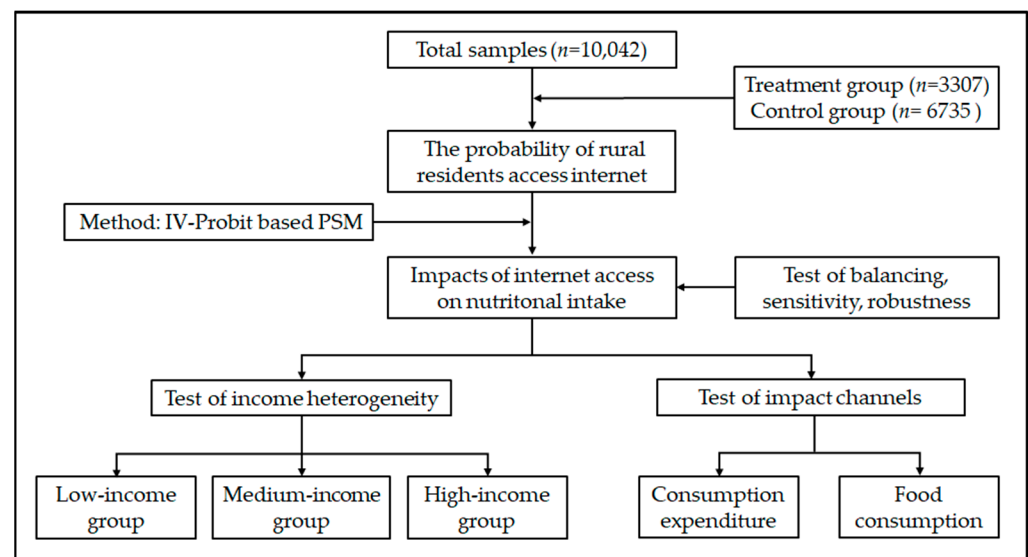 Total samples (n=10,042)
Treatment group (n=3307)
Control group (n= 6735 )
The probability of rural
residents access internet
Method: IV-Probit based PSM
Impacts of internet access
on nutritonal intake
Test of balancing,
sensitivity, robustness
Test of income heterogeneity
Test of impact channels
Low-income
group
Medium-income
group
High-income
group
Consumption
expenditure
Food
consumption